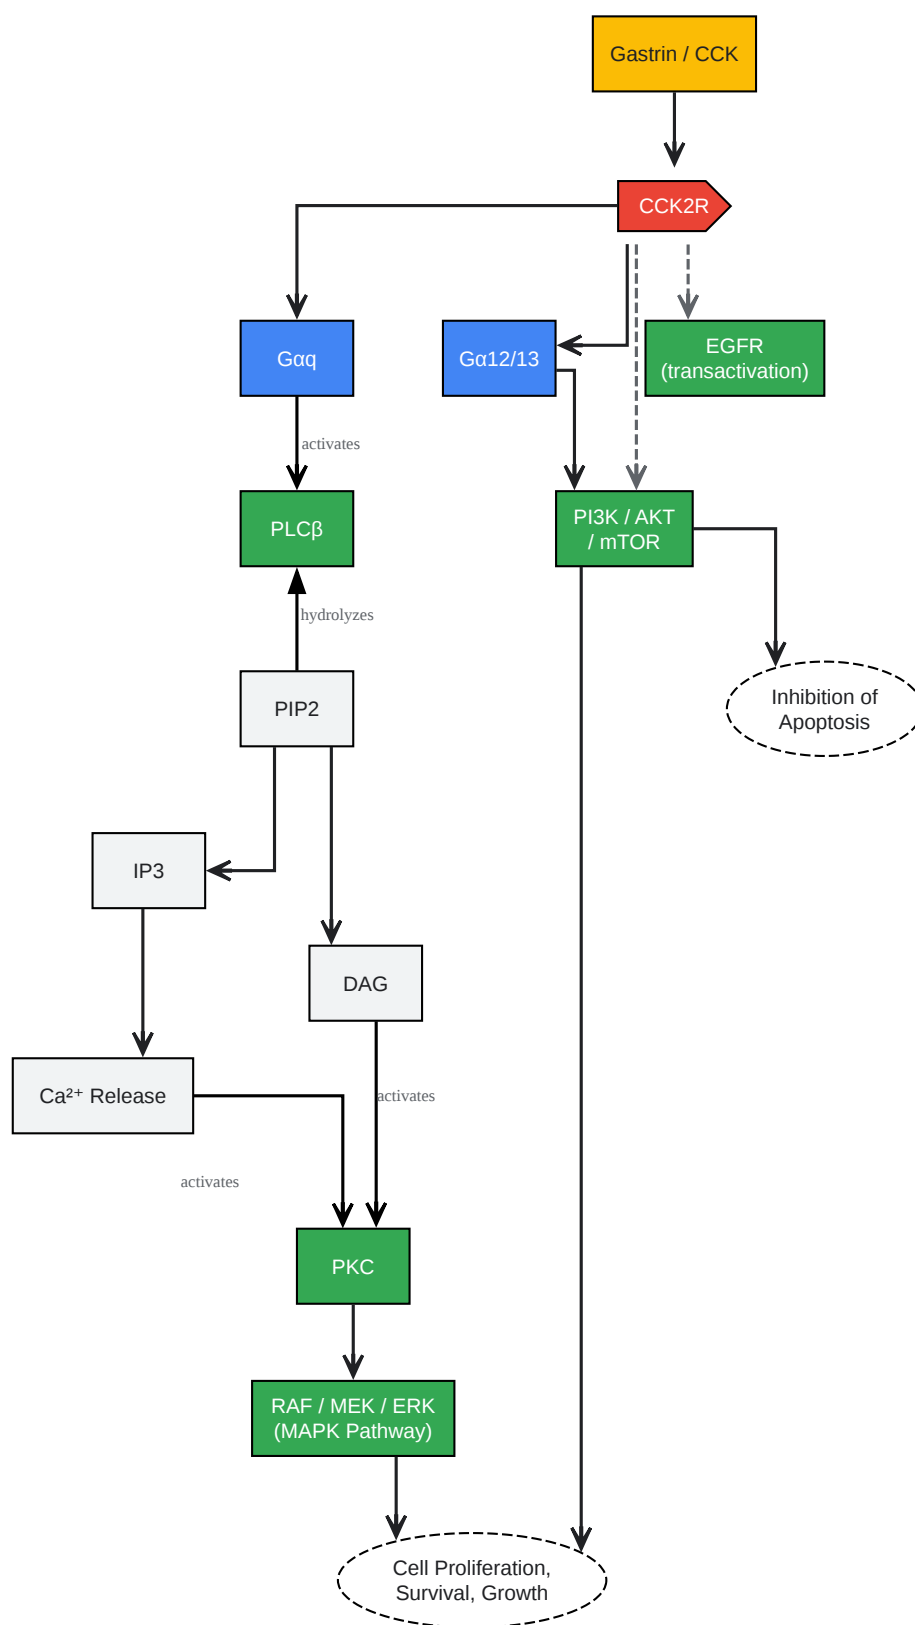 Gastrin / CCK
CCK2R
Gαq
Gα12/13
EGFR
(transactivation)
activates
PLCβ
PI3K / AKT
/ mTOR
hydrolyzes
PIP2
Inhibition of
Apoptosis
IP3
DAG
Ca²⁺ Release
activates
activates
PKC
RAF / MEK / ERK
(MAPK Pathway)
Cell Proliferation,
Survival, Growth